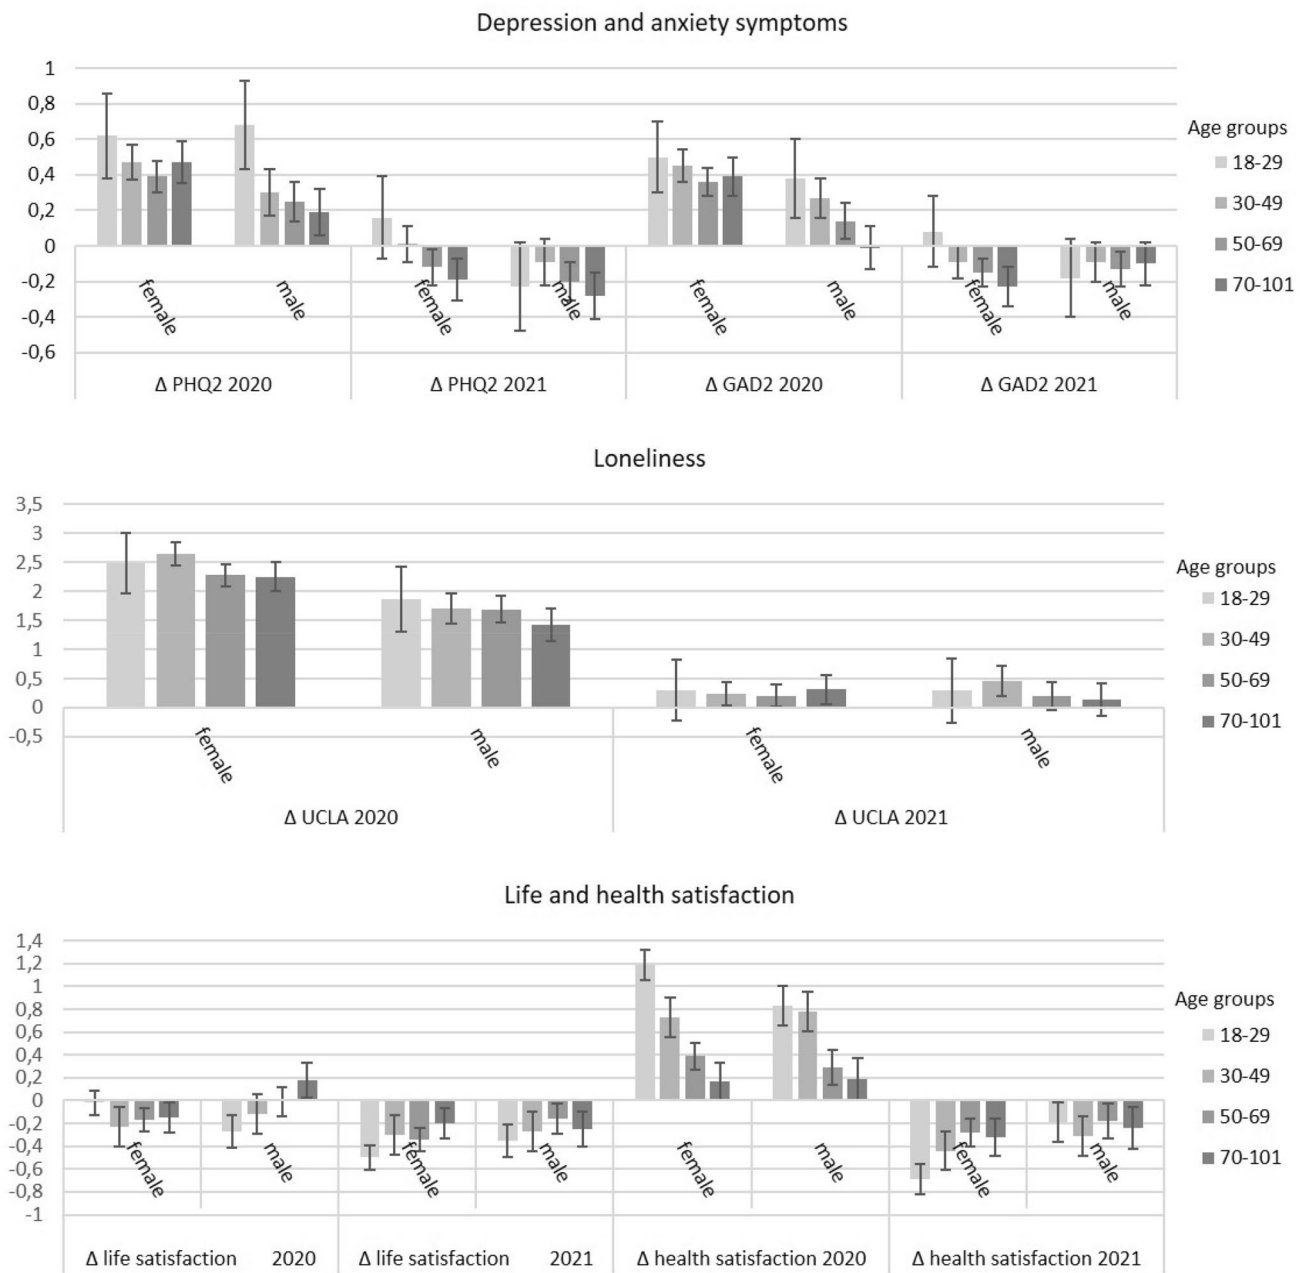 Depression and anxiety symptoms
1
0,8
0,6
0,4
0,2
0
-0,2
-0,4
-0,6
female
male
female
male
female
male
female
male
Δ PHQ2 2020
Δ PHQ2 2021
Δ GAD2 2020
Δ GAD2 2021
Age groups
18-29
30-49
50-69
70-101
Loneliness
3,5
3
2,5
2
1,5
1
0,5
0
-0,5
female
male
female
male
Δ UCLA 2020
Δ UCLA 2021
Age groups
18-29
30-49
50-69
70-101
Life and health satisfaction
1,4
1,2
1
0,8
0,6
0,4
0,2
0
-0,2
-0,4
-0,6
-0,8
-1
female
male
female
male
female
male
female
male
Δ life satisfaction 2020
Δ life satisfaction 2021
Δ health satisfaction 2020
Δ health satisfaction 2021
Age groups
18-29
30-49
50-69
70-101